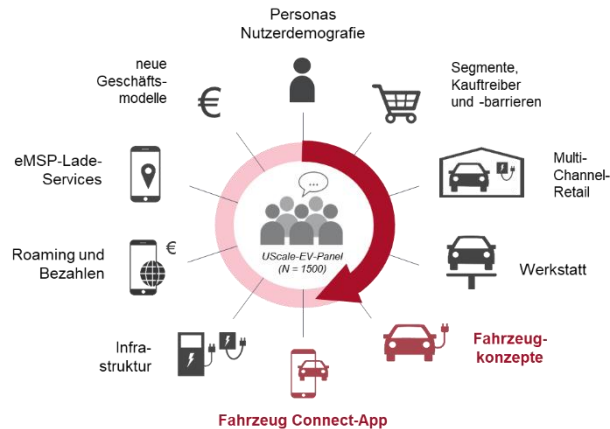 Personas
Nutzerdemografie
Segmente,
Kauftreiber
und -barrieren
Multi-
Channel-
Retail
Werkstatt
Fahrzeug-
konzepte
Fahrzeug Connect-App
Infra-
struktur
Roaming und
Bezahlen
€
eMSP-Lade-
Services
neue
Geschäfts-
modelle
€
...
UScale-EV-Panel
(N = 1500)